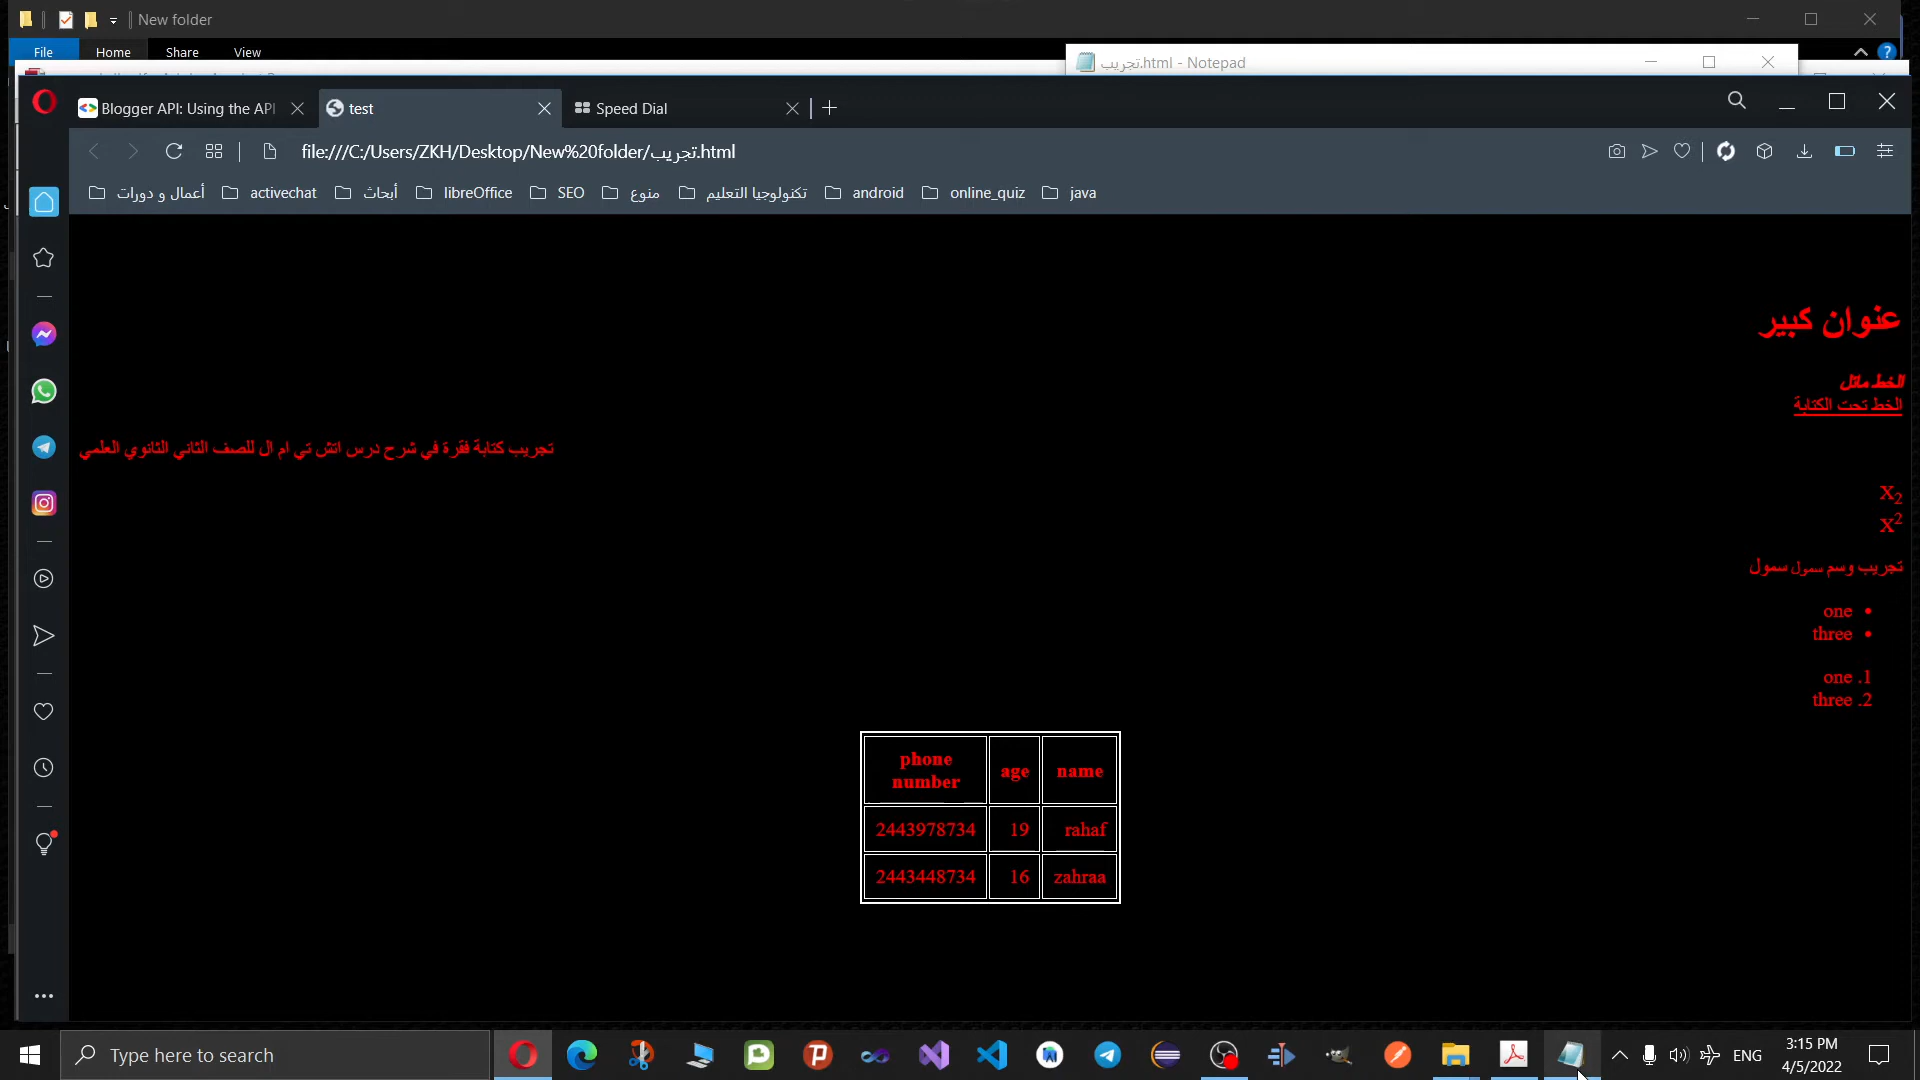 New folder
File Home Share View
تجريب.html - Notepad
Blogger API: Using the API
test
Speed Dial
file:///C:/Users/ZKH/Desktop/New%20folder/تجريب.html
أعمال و دورات
activechat
أبحاث
libreOffice
SEO
منوع
تكنولوجيا التعليم
android
online_quiz
java
عنوان كبير
الخط مائل
الخط تحت الكتابة
تجريب كتابة فقرة في شرح درس اتش تي ام ال للصف الثاني الثانوي العلمي
X2
X2
تجريب وسم سمول سمول
• one
• three
1. one
2. three
name age phone number
rahaf 19 2443978734
zahraa 16 2443448734
Type here to search
ENG
3:15 PM
4/5/2022